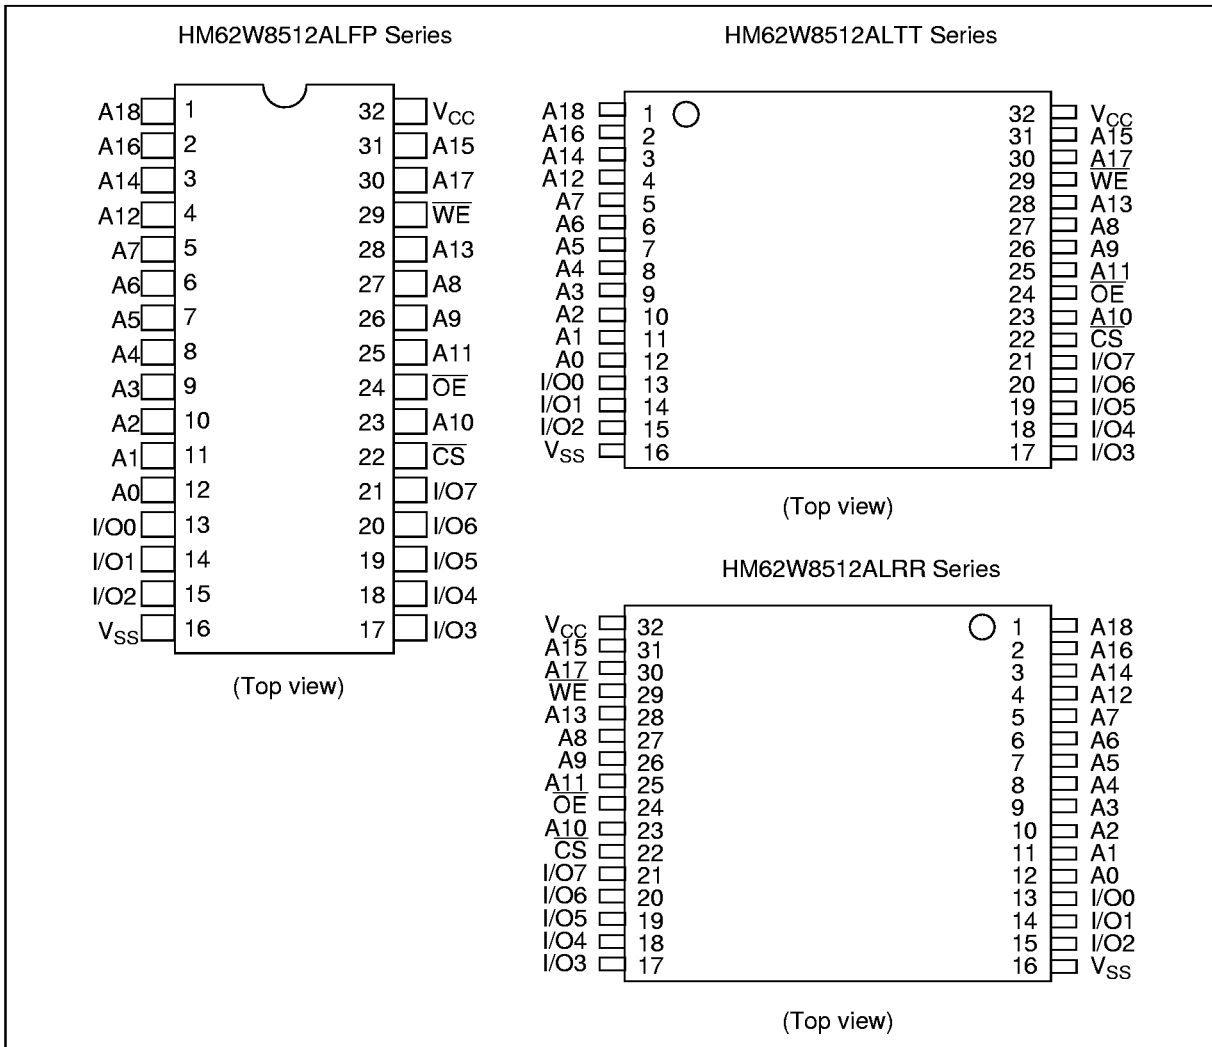 HM62W8512ALFP Series
A18 1 32 VCC
A16 2 31 A15
A14 3 30 A17
A12 4 29 W̅E̅
A7 5 28 A13
A6 6 27 A8
A5 7 26 A9
A4 8 25 A11
A3 9 24 O̅E̅
A2 10 23 A10
A1 11 22 C̅S̅
A0 12 21 I/O7
I/O0 13 20 I/O6
I/O1 14 19 I/O5
I/O2 15 18 I/O4
VSS 16 17 I/O3
(Top view)
HM62W8512ALTT Series
A18 1 32 VCC
A16 2 31 A15
A14 3 30 A17
A12 4 29 W̅E̅
A7 5 28 A13
A6 6 27 A8
A5 7 26 A9
A4 8 25 A11
A3 9 24 O̅E̅
A2 10 23 A10
A1 11 22 C̅S̅
A0 12 21 I/O7
I/O0 13 20 I/O6
I/O1 14 19 I/O5
I/O2 15 18 I/O4
VSS 16 17 I/O3
(Top view)
HM62W8512ALRR Series
VCC 32 1 A18
A15 31 2 A16
A17 30 3 A14
W̅E̅ 29 4 A12
A13 28 5 A7
A8 27 6 A6
A9 26 7 A5
A11 25 8 A4
O̅E̅ 24 9 A3
A10 23 10 A2
C̅S̅ 22 11 A1
I/O7 21 12 A0
I/O6 20 13 I/O0
I/O5 19 14 I/O1
I/O4 18 15 I/O2
I/O3 17 16 VSS
(Top view)